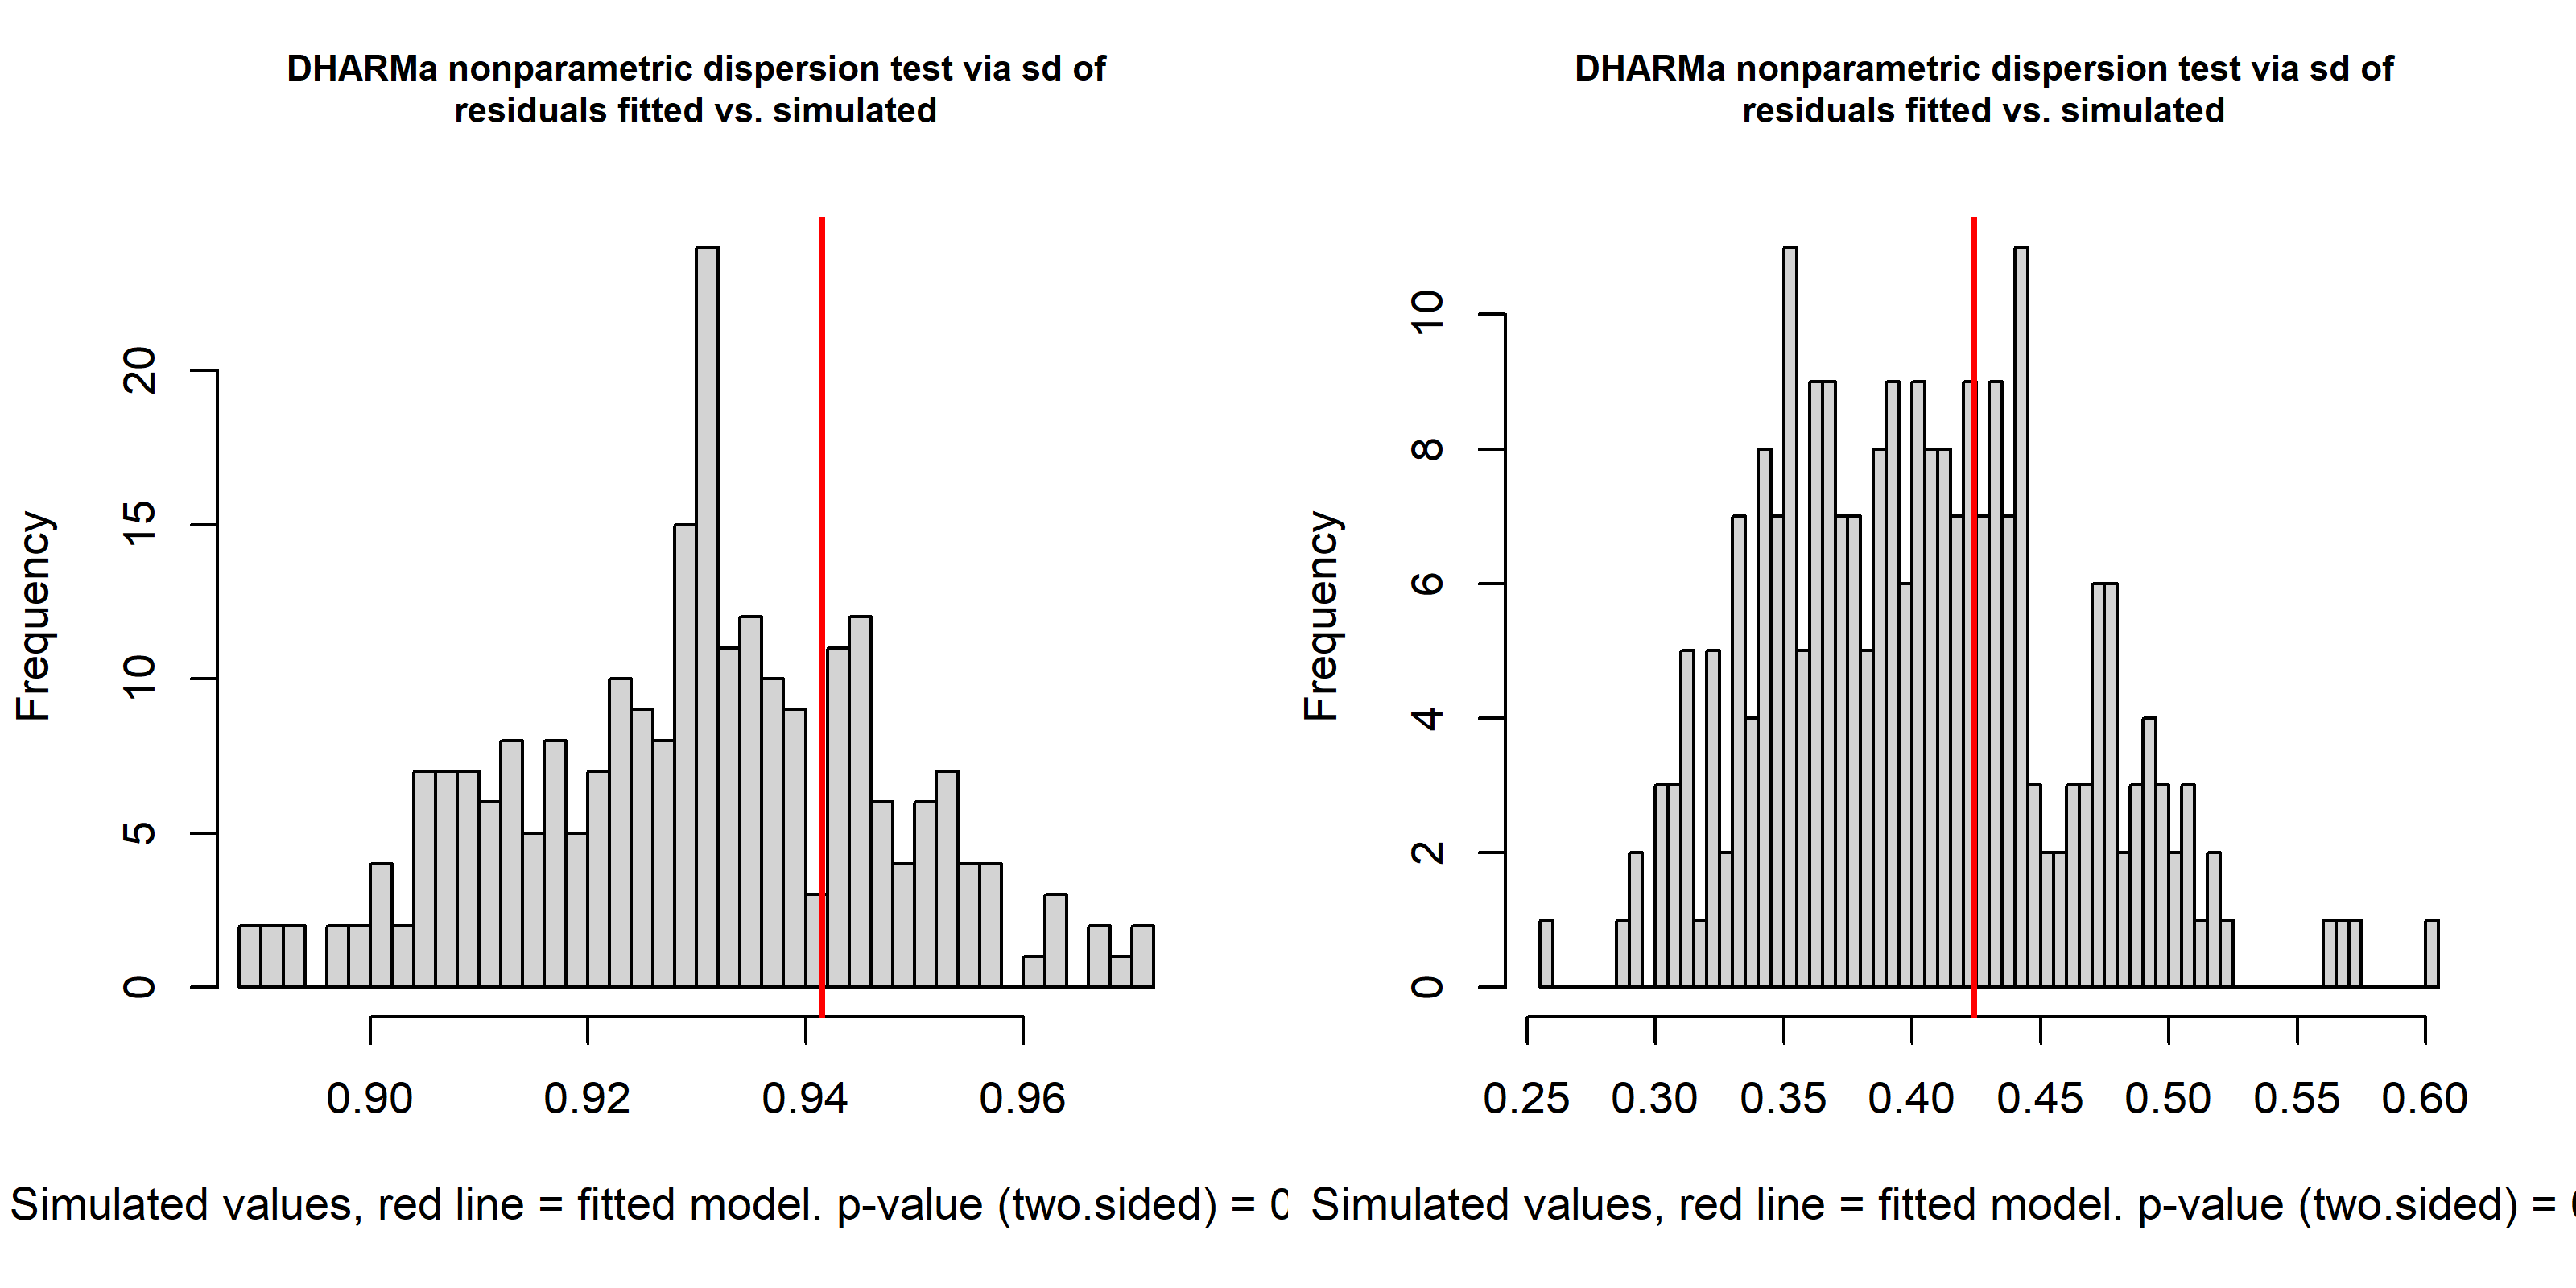 DHARMa nonparametric dispersion test via sd of
residuals fitted vs. simulated
Frequency
0
5
10
15
20
0.90 0.92 0.94 0.96
Simulated values, red line = fitted model. p-value (two.sided) = 0
DHARMa nonparametric dispersion test via sd of
residuals fitted vs. simulated
Frequency
0
2
4
6
8
10
0.25 0.30 0.35 0.40 0.45 0.50 0.55 0.60
Simulated values, red line = fitted model. p-value (two.sided) =